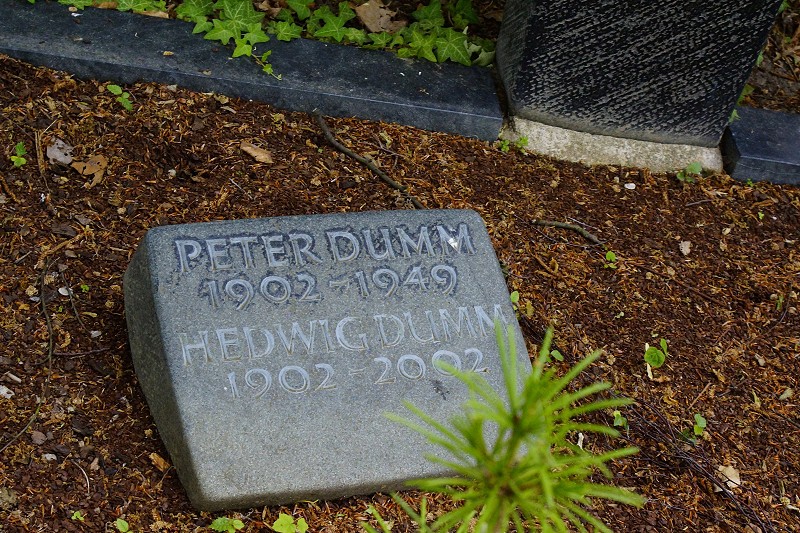 PETER DUMM
1902 - 1949
HEDWIG DUMM
1902 - 2002